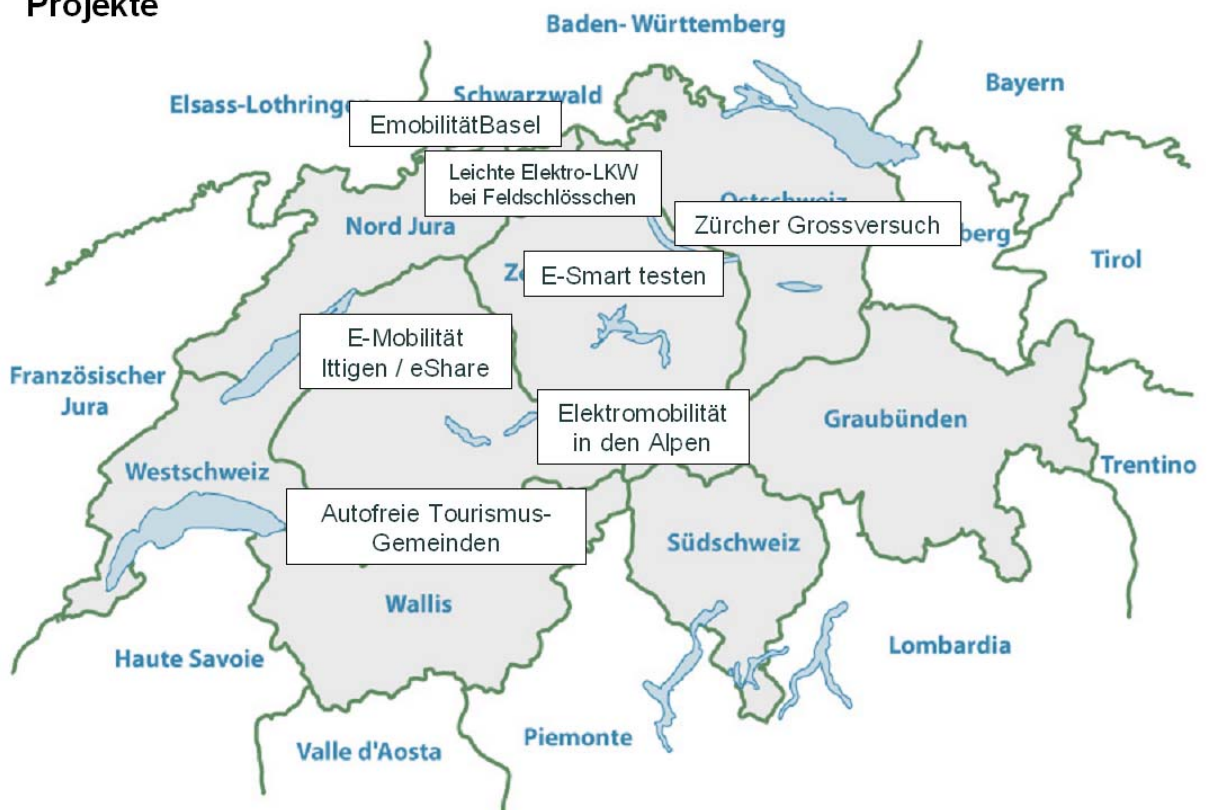 Projekte
Baden- Württemberg
Bayern
Schwarzwald
EmobilitätBasel
Leichte Elektro-LKW
bei Feldschlösschen
Zürcher Grossversuch
Nord Jura
Tirol
E-Smart testen
E-Mobilität
Ittigen / eShare
Französischer
Jura
Elektromobilität
in den Alpen
Graubünden
Westschweiz
Trentino
Autofreie Tourismus-
Gemeinden
Südschweiz
Wallis
Haute Savoie
Lombardia
Valle d'Aosta
Piemonte